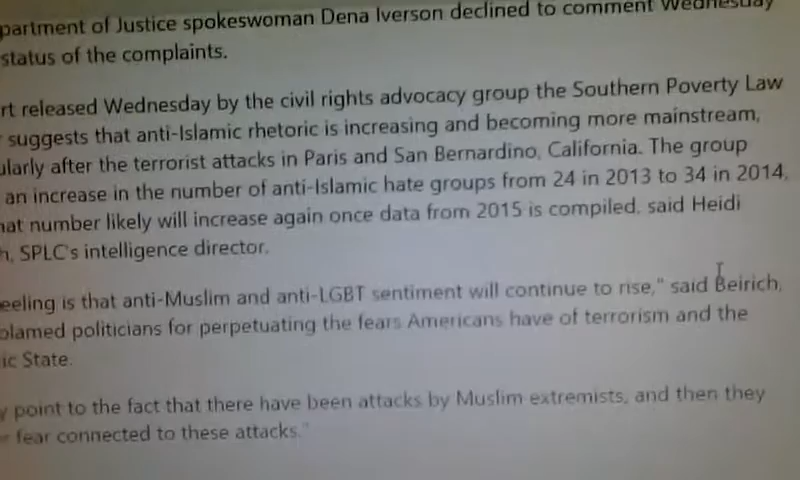 partment of Justice spokeswoman Dena Iverson declined to comment Wednesday
status of the complaints.
rt released Wednesday by the civil rights advocacy group the Southern Poverty Law
suggests that anti-Islamic rhetoric is increasing and becoming more mainstream,
ularly after the terrorist attacks in Paris and San Bernardino, California. The group
an increase in the number of anti-Islamic hate groups from 24 in 2013 to 34 in 2014,
hat number likely will increase again once data from 2015 is compiled, said Heidi
h, SPLC's intelligence director.
eeling is that anti-Muslim and anti-LGBT sentiment will continue to rise," said Beirich,
blamed politicians for perpetuating the fears Americans have of terrorism and the
ic State.
y point to the fact that there have been attacks by Muslim extremists, and then they
fear connected to these attacks."